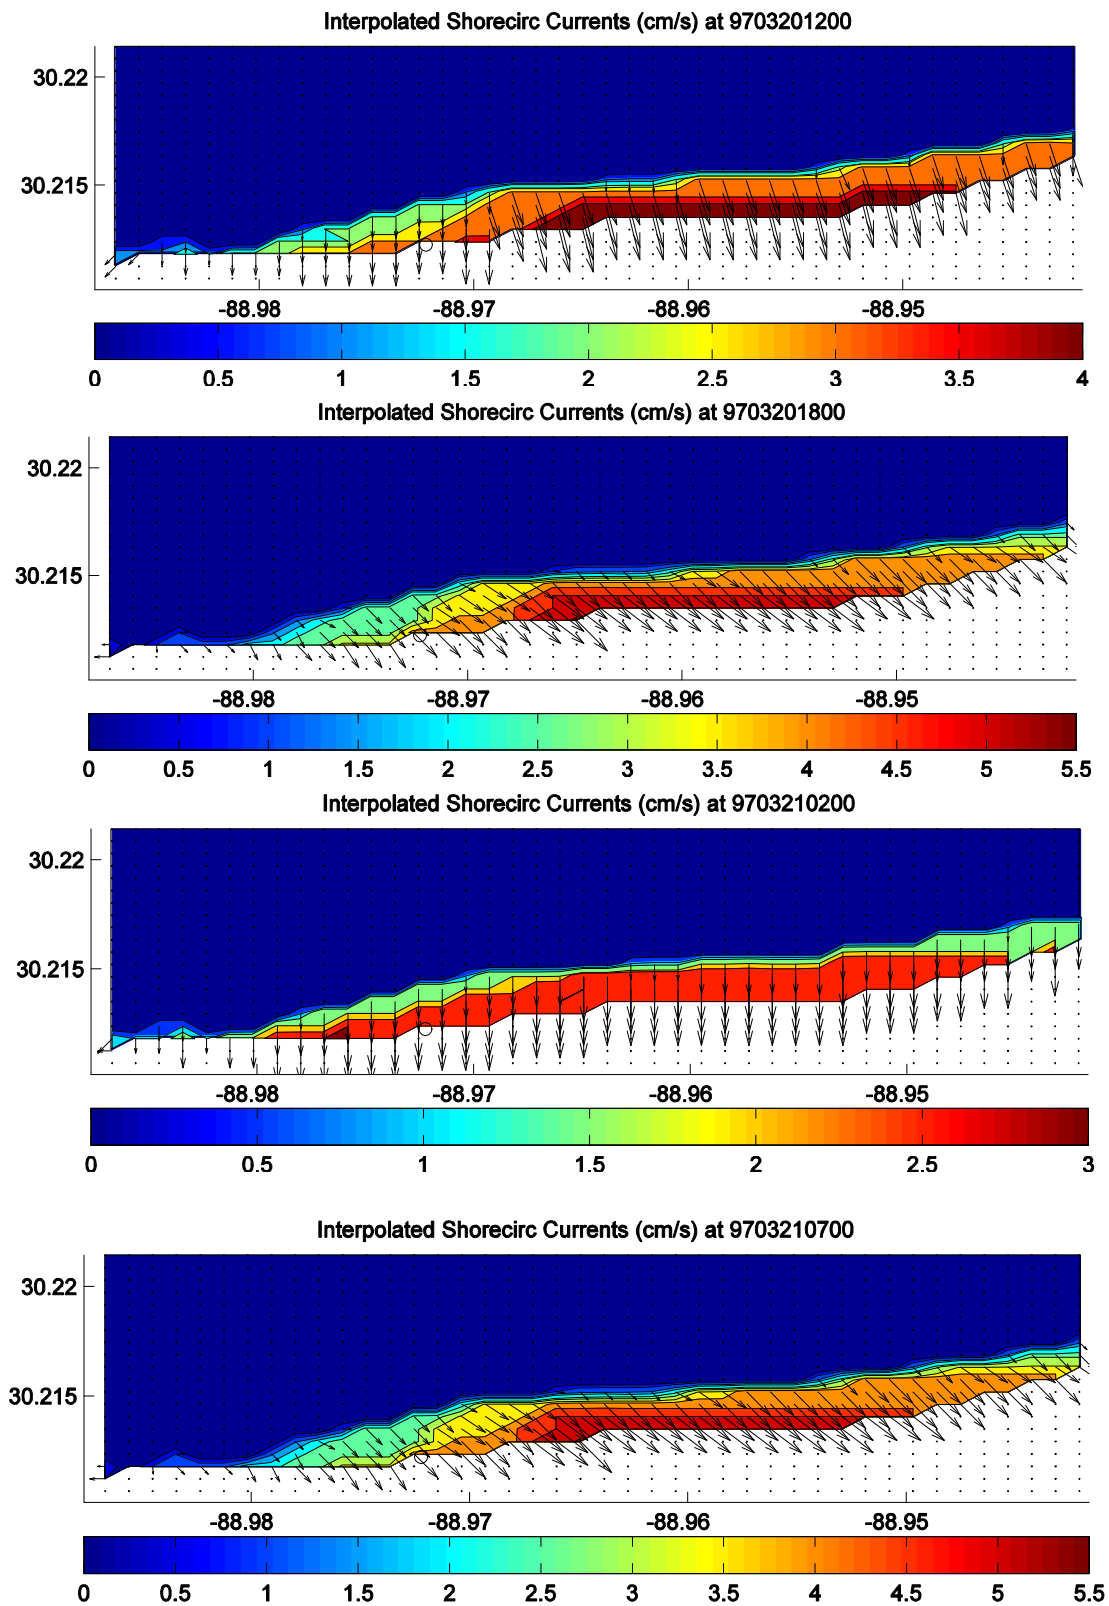 Interpolated Shorecirc Currents (cm/s) at 9703201200
30.22
30.215
-88.98 -88.97 -88.96 -88.95
0 0.5 1 1.5 2 2.5 3 3.5 4
Interpolated Shorecirc Currents (cm/s) at 9703201800
30.22
30.215
-88.98 -88.97 -88.96 -88.95
0 0.5 1 1.5 2 2.5 3 3.5 4 4.5 5 5.5
Interpolated Shorecirc Currents (cm/s) at 9703210200
30.22
30.215
-88.98 -88.97 -88.96 -88.95
0 0.5 1 1.5 2 2.5 3
Interpolated Shorecirc Currents (cm/s) at 9703210700
30.22
30.215
-88.98 -88.97 -88.96 -88.95
0 0.5 1 1.5 2 2.5 3 3.5 4 4.5 5 5.5